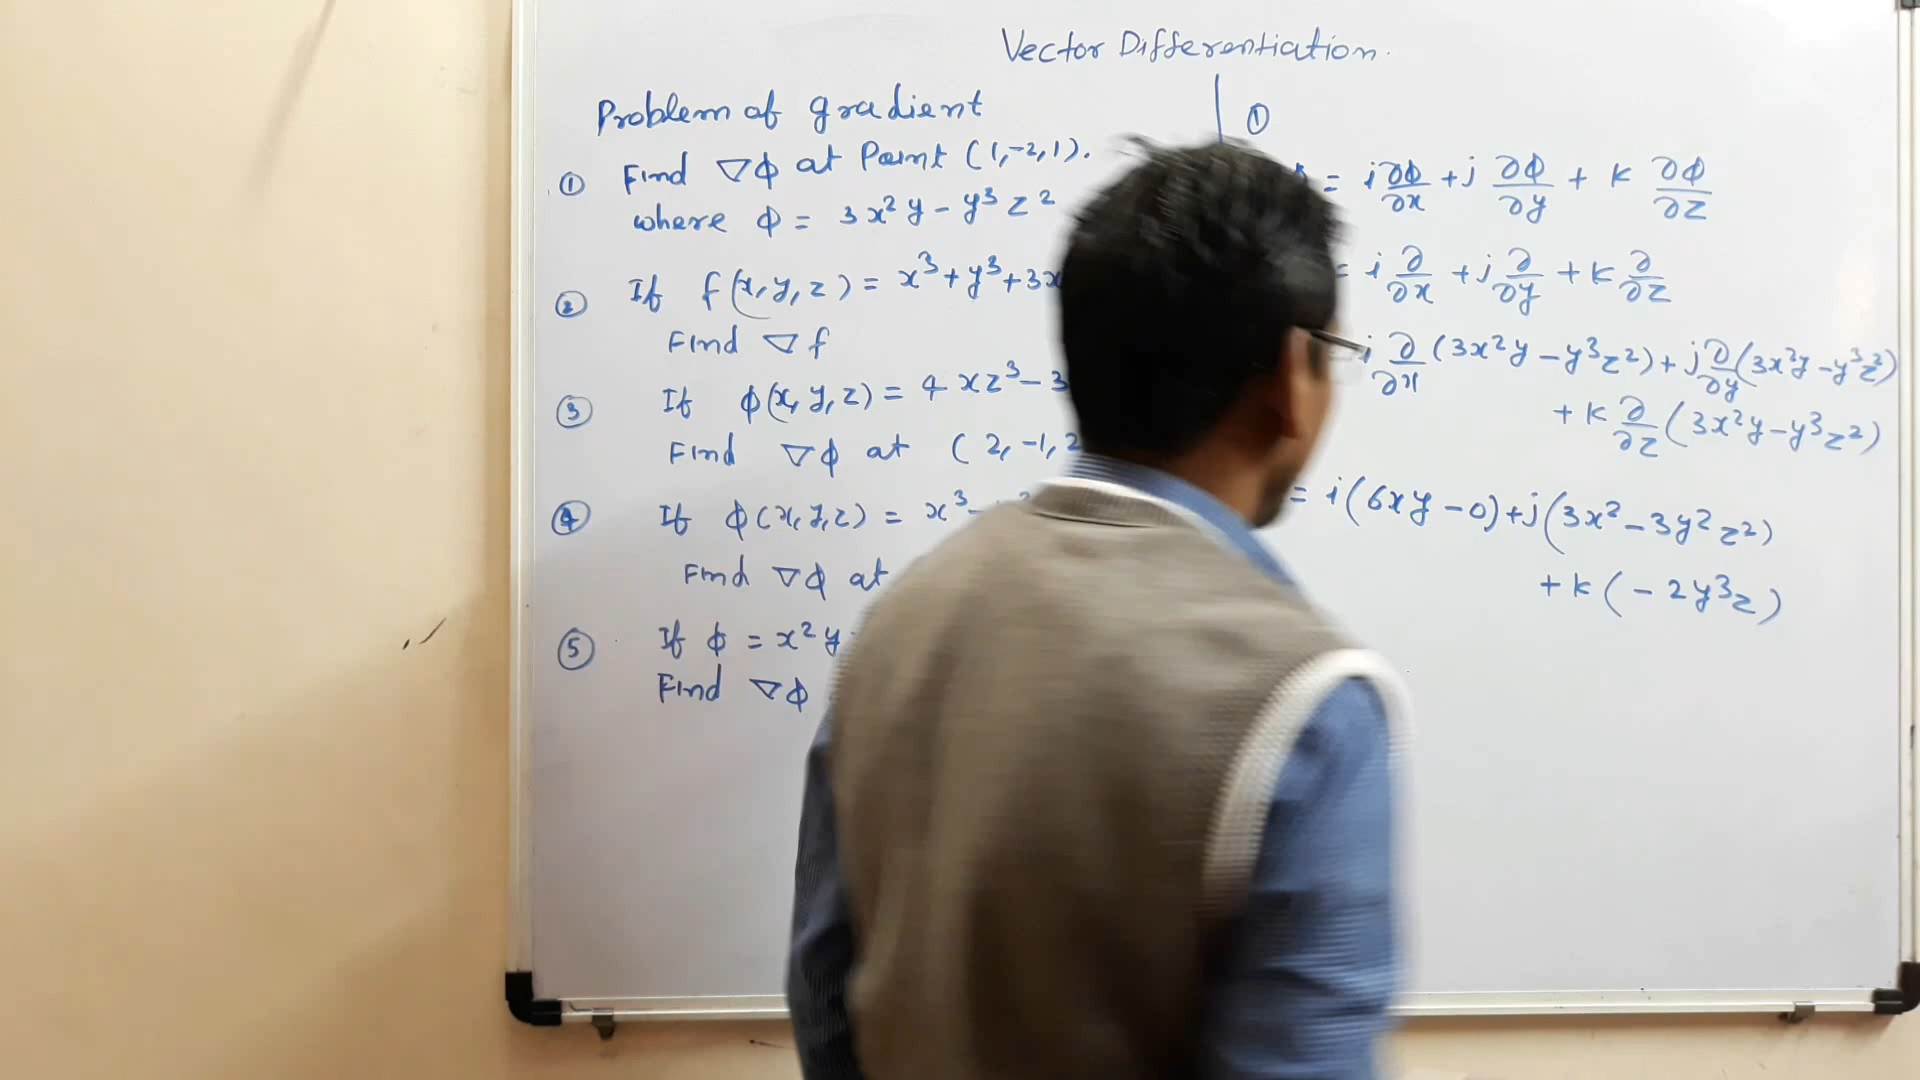 Vector Differentiation.
Problem of gradient
① Find ∇ϕ at Point (1,-2,1).
where ϕ = 3x²y - y³z²
② If f(x,y,z) = x³+y³+3x
Find ∇f
③ If ϕ(x,y,z) = 4xz³-3
Find ∇ϕ at (2,-1,2
④ If ϕ(x,y,z) = x³-
Find ∇ϕ at
⑤ If ϕ = x²y
Find ∇ϕ
①
= i ∂ϕ/∂x + j ∂ϕ/∂y + k ∂ϕ/∂z
= i ∂/∂x + j ∂/∂y + k ∂/∂z
i ∂/∂x (3x²y - y³z²) + j ∂/∂y (3x²y - y³z²)
+ k ∂/∂z (3x²y - y³z²)
= i(6xy - 0) + j(3x² - 3y²z²)
+ k(-2y³z)